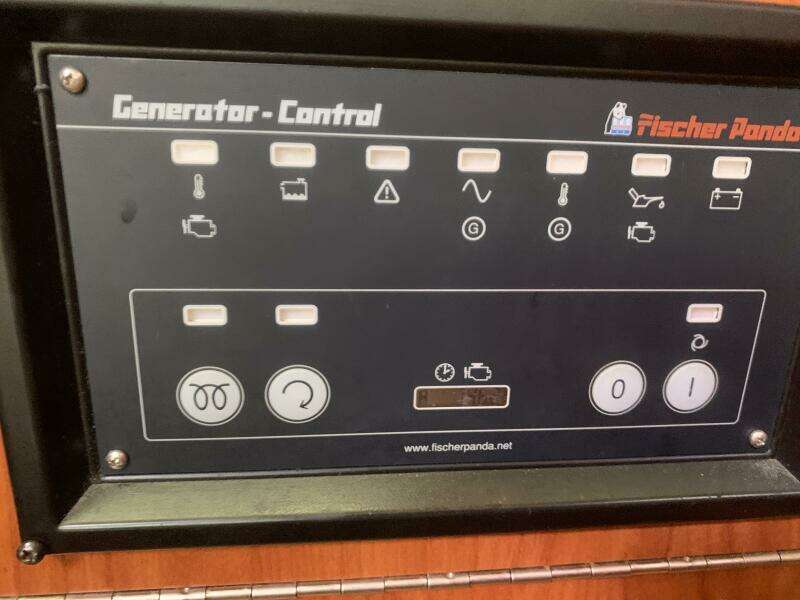 Generator - Control
Fischer Panda
G
G
0
I
www.fischerpanda.net